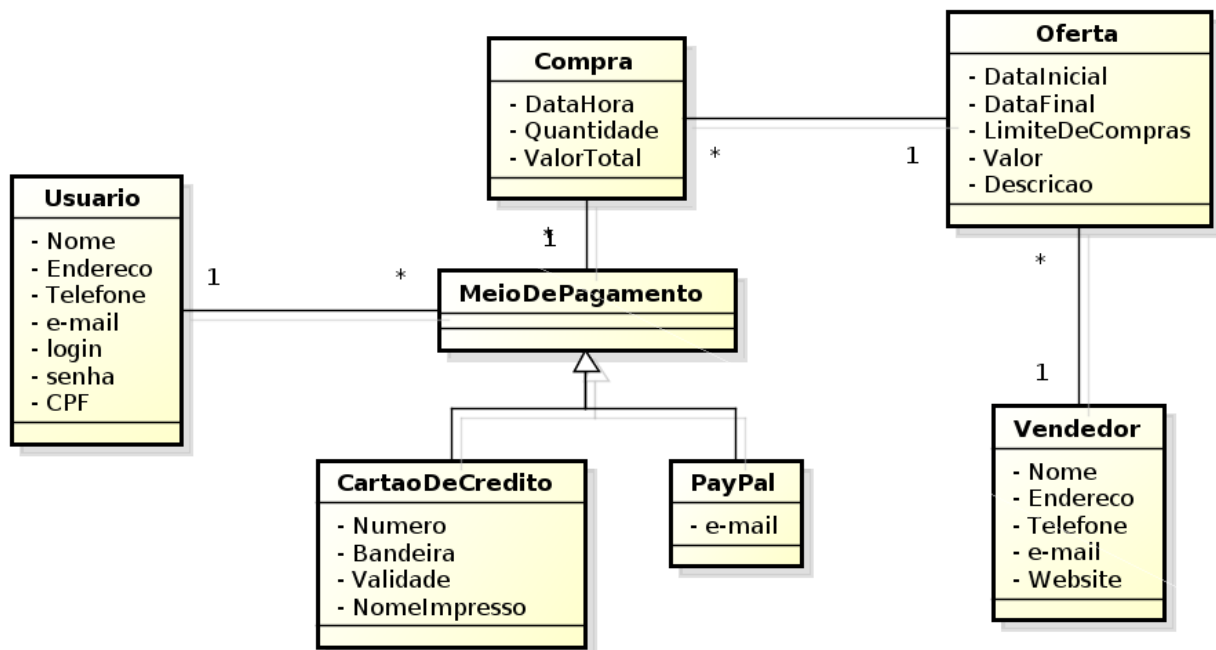 Oferta
- DataInicial
- DataFinal
- LimiteDeCompras
- Valor
- Descricao
Compra
- DataHora
- Quantidade
- ValorTotal
* 1
Usuario
- Nome
- Endereco
- Telefone
- e-mail
- login
- senha
- CPF
1 *
*
1
MeioDePagamento
*
1
CartaoDeCredito
- Numero
- Bandeira
- Validade
- NomeImpresso
PayPal
- e-mail
Vendedor
- Nome
- Endereco
- Telefone
- e-mail
- Website